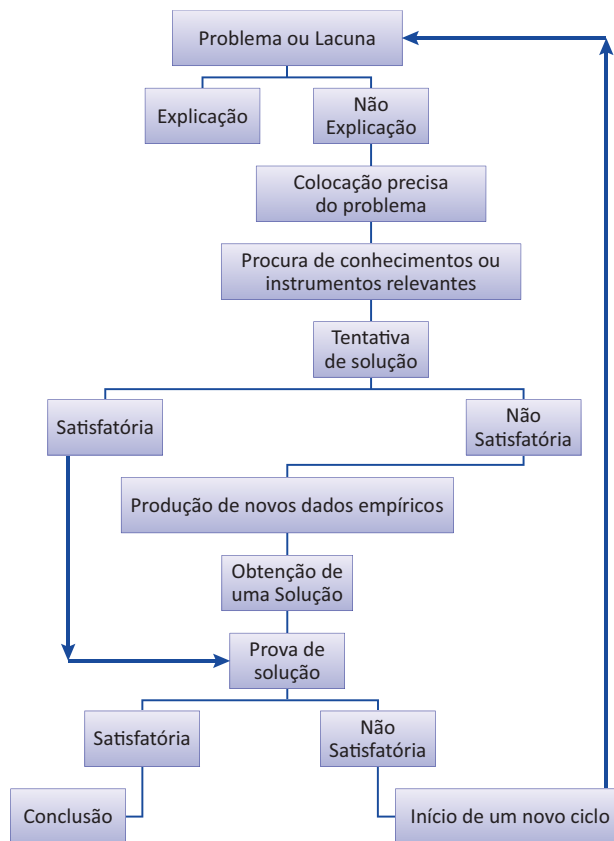 Problema ou Lacuna
Explicação
Não
Explicação
Colocação precisa
do problema
Procura de conhecimentos ou
instrumentos relevantes
Tentativa
de solução
Satisfatória
Não
Satisfatória
Produção de novos dados empíricos
Obtenção de
uma Solução
Prova de
solução
Satisfatória
Não
Satisfatória
Conclusão
Início de um novo ciclo